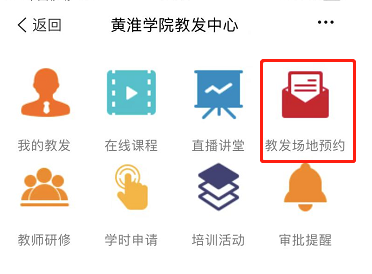 返回 黄淮学院教发中心
我的教发 在线课程 直播讲堂 教发场地预约
教师研修 学时申请 培训活动 审批提醒